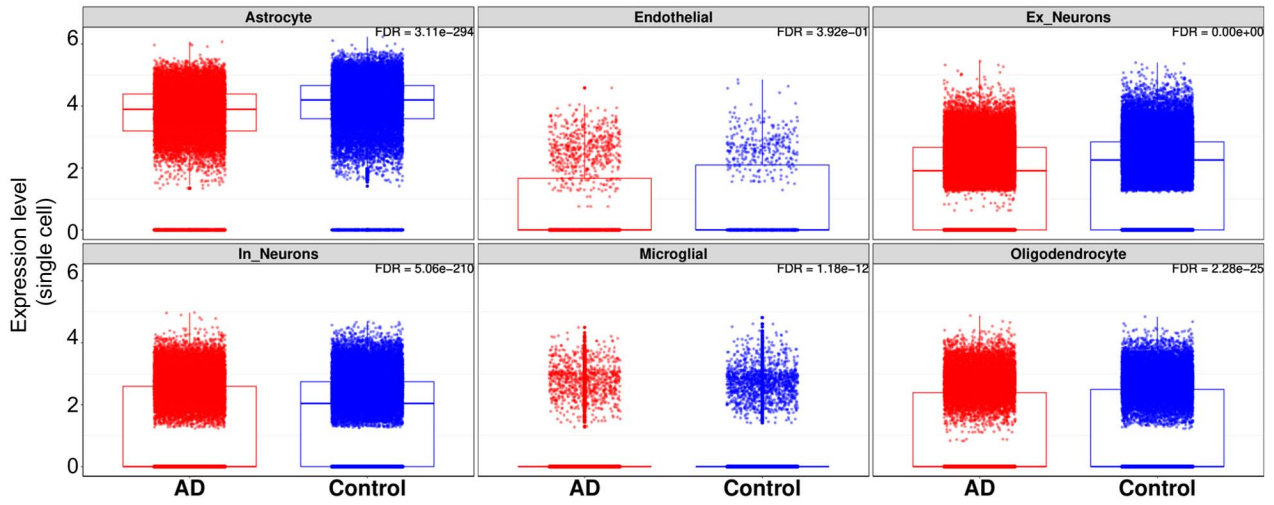 Astrocyte
Endothelial
Ex_Neurons
FDR = 3.11e−294
FDR = 3.92e−01
FDR = 0.00e+00
6
4
2
0
In_Neurons
Microglial
Oligodendrocyte
FDR = 5.06e−210
FDR = 1.18e−12
FDR = 2.28e−25
6
4
2
0
Expression level
(single cell)
AD
Control
AD
Control
AD
Control